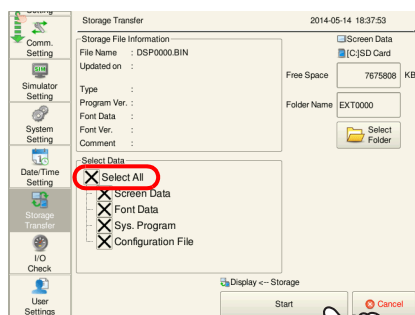 Setting
Storage Transfer
2014-05-14 18:37:53
Comm.
Setting
Storage File Information
Screen Data
File Name : DSP0000.BIN
[C:]SD Card
Updated on :
Free Space 7675808 KB
Simulator
Setting
Type :
Program Ver. :
Folder Name EXT0000
Font Data :
System
Setting
Font Ver. :
Select
Folder
Comment :
Select Data
Date/Time
Setting
Select All
Screen Data
Font Data
Storage
Transfer
Sys. Program
Configuration File
I/O
Check
Display <-- Storage
User
Settings
Start
Cancel